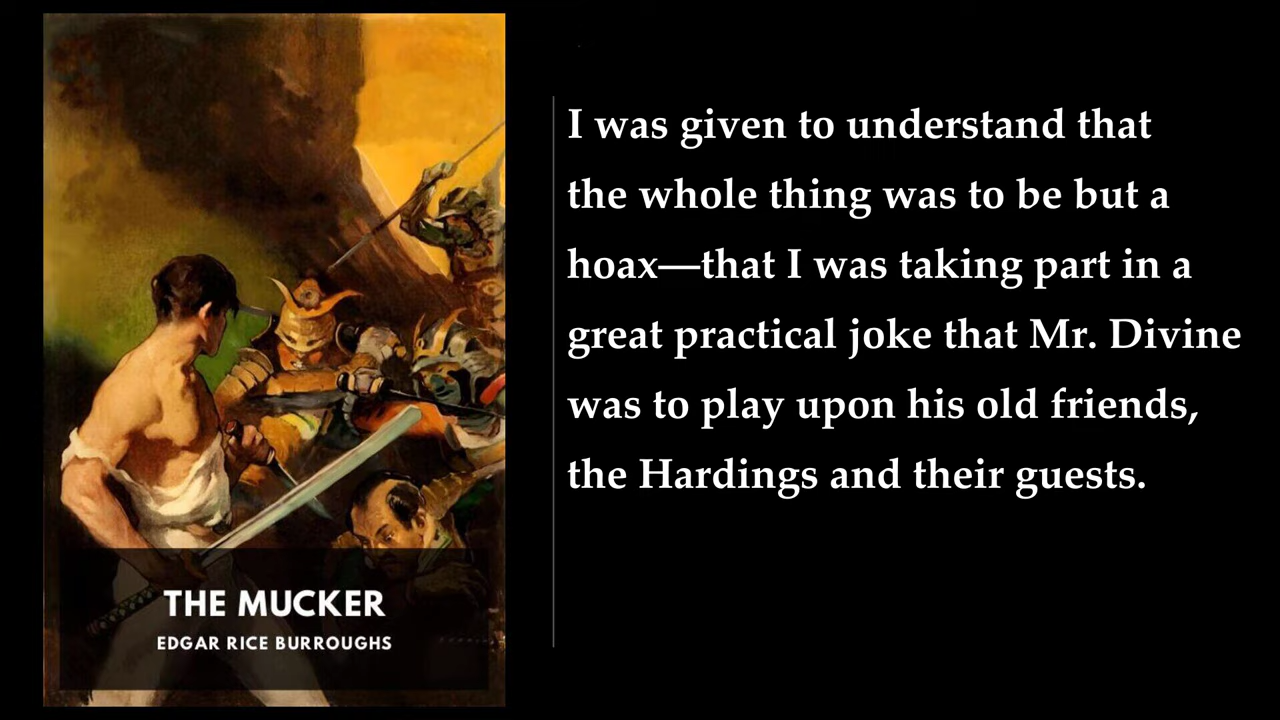 I was given to understand that
the whole thing was to be but a
hoax—that I was taking part in a
great practical joke that Mr. Divine
was to play upon his old friends,
the Hardings and their guests.
THE MUCKER
EDGAR RICE BURROUGHS